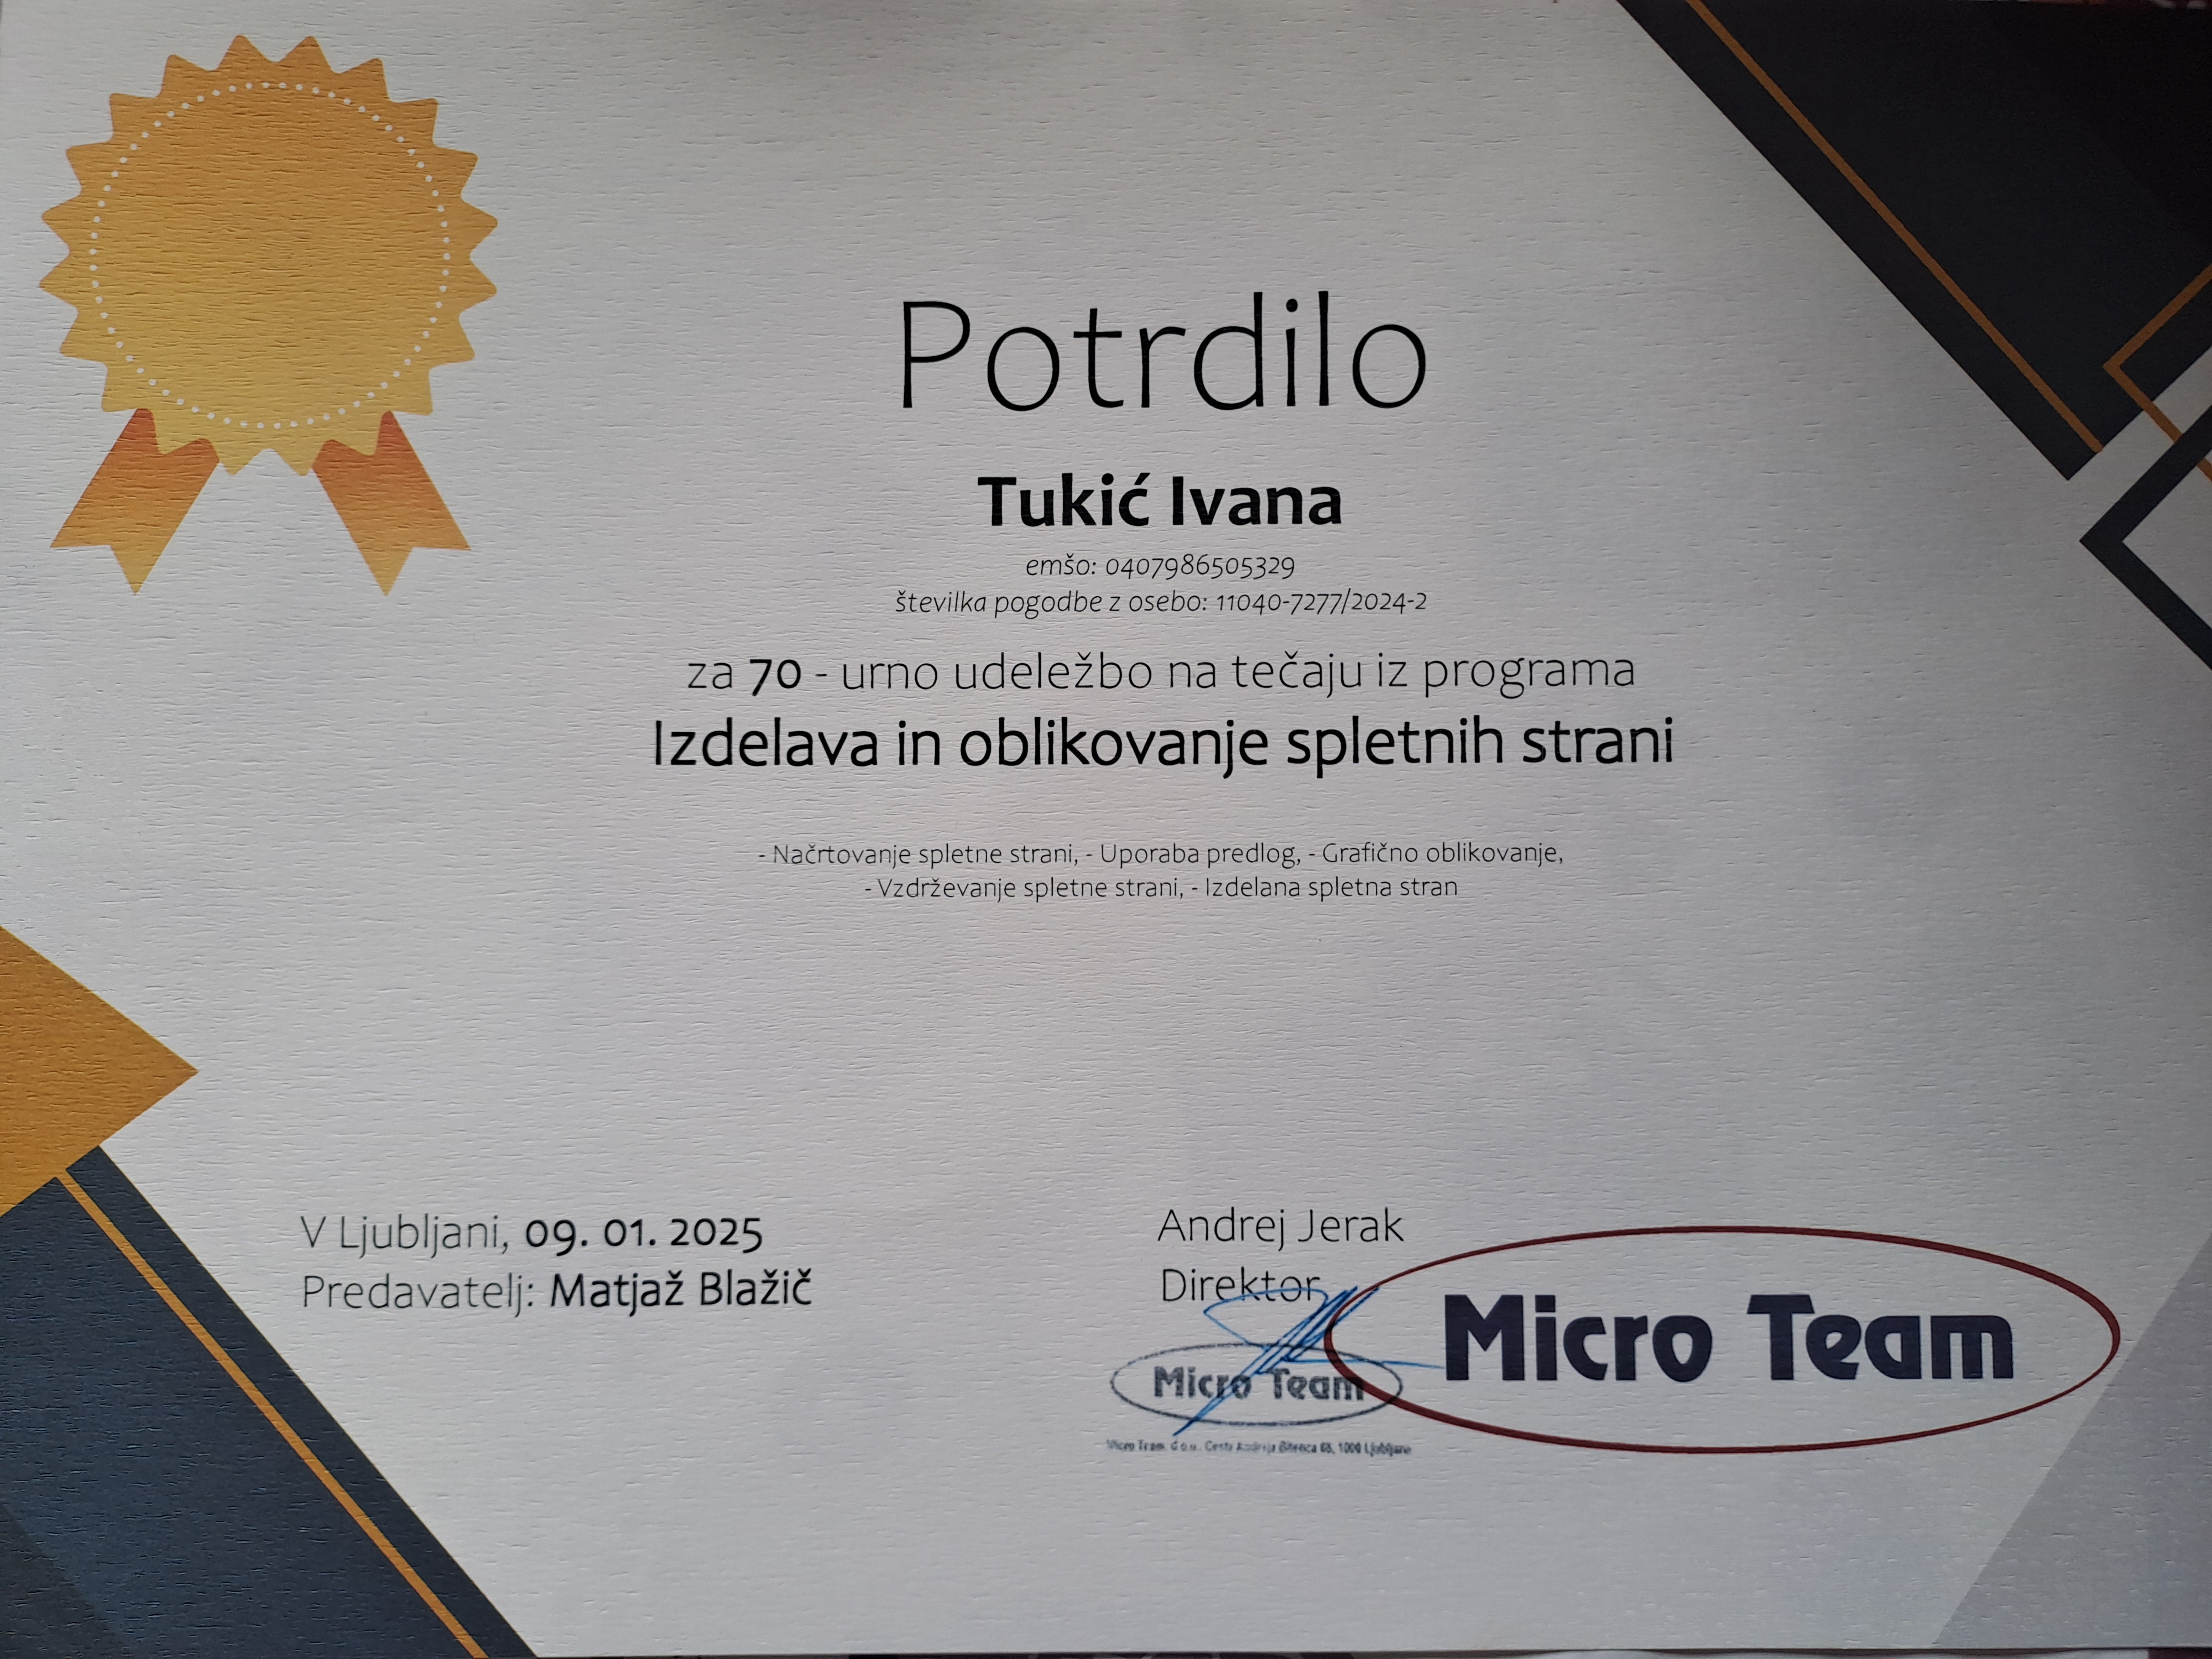 Potrdilo
Tukić Ivana
emšo: 0407986505329
številka pogodbe z osebo: 11040-7277/2024-2
za 70 - urno udeležbo na tečaju iz programa
Izdelava in oblikovanje spletnih strani
- Načrtovanje spletne strani, - Uporaba predlog, - Grafično oblikovanje,
- Vzdrževanje spletne strani, - Izdelana spletna stran
V Ljubljani, 09. 01. 2025
Predavatelj: Matjaž Blažič
Andrej Jerak
Direktor
Micro Team
Micro Team
Micro Team d.o.o., Cesta Andreja Bitenca 68, 1000 Ljubljana